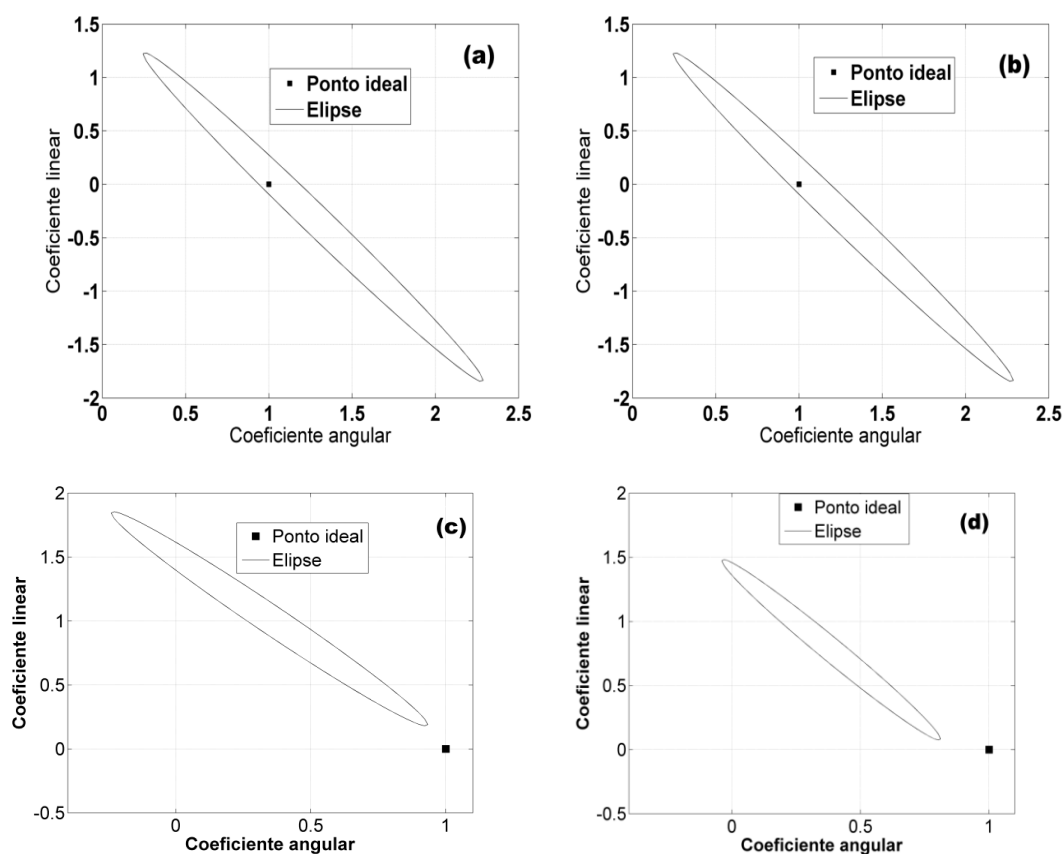 (a)
Ponto ideal
Elipse
1.5
1
0.5
0
-0.5
-1
-1.5
-2
Coeficiente linear
0 0.5 1 1.5 2 2.5
Coeficiente angular
(b)
Ponto ideal
Elipse
1.5
1
0.5
0
-0.5
-1
-1.5
-2
Coeficiente linear
0 0.5 1 1.5 2 2.5
Coeficiente angular
(c)
Ponto ideal
Elipse
2
1.5
1
0.5
0
-0.5
Coeficiente linear
0 0.5 1
Coeficiente angular
(d)
Ponto ideal
Elipse
2
1.5
1
0.5
0
-0.5
Coeficiente linear
0 0.5 1
Coeficiente angular